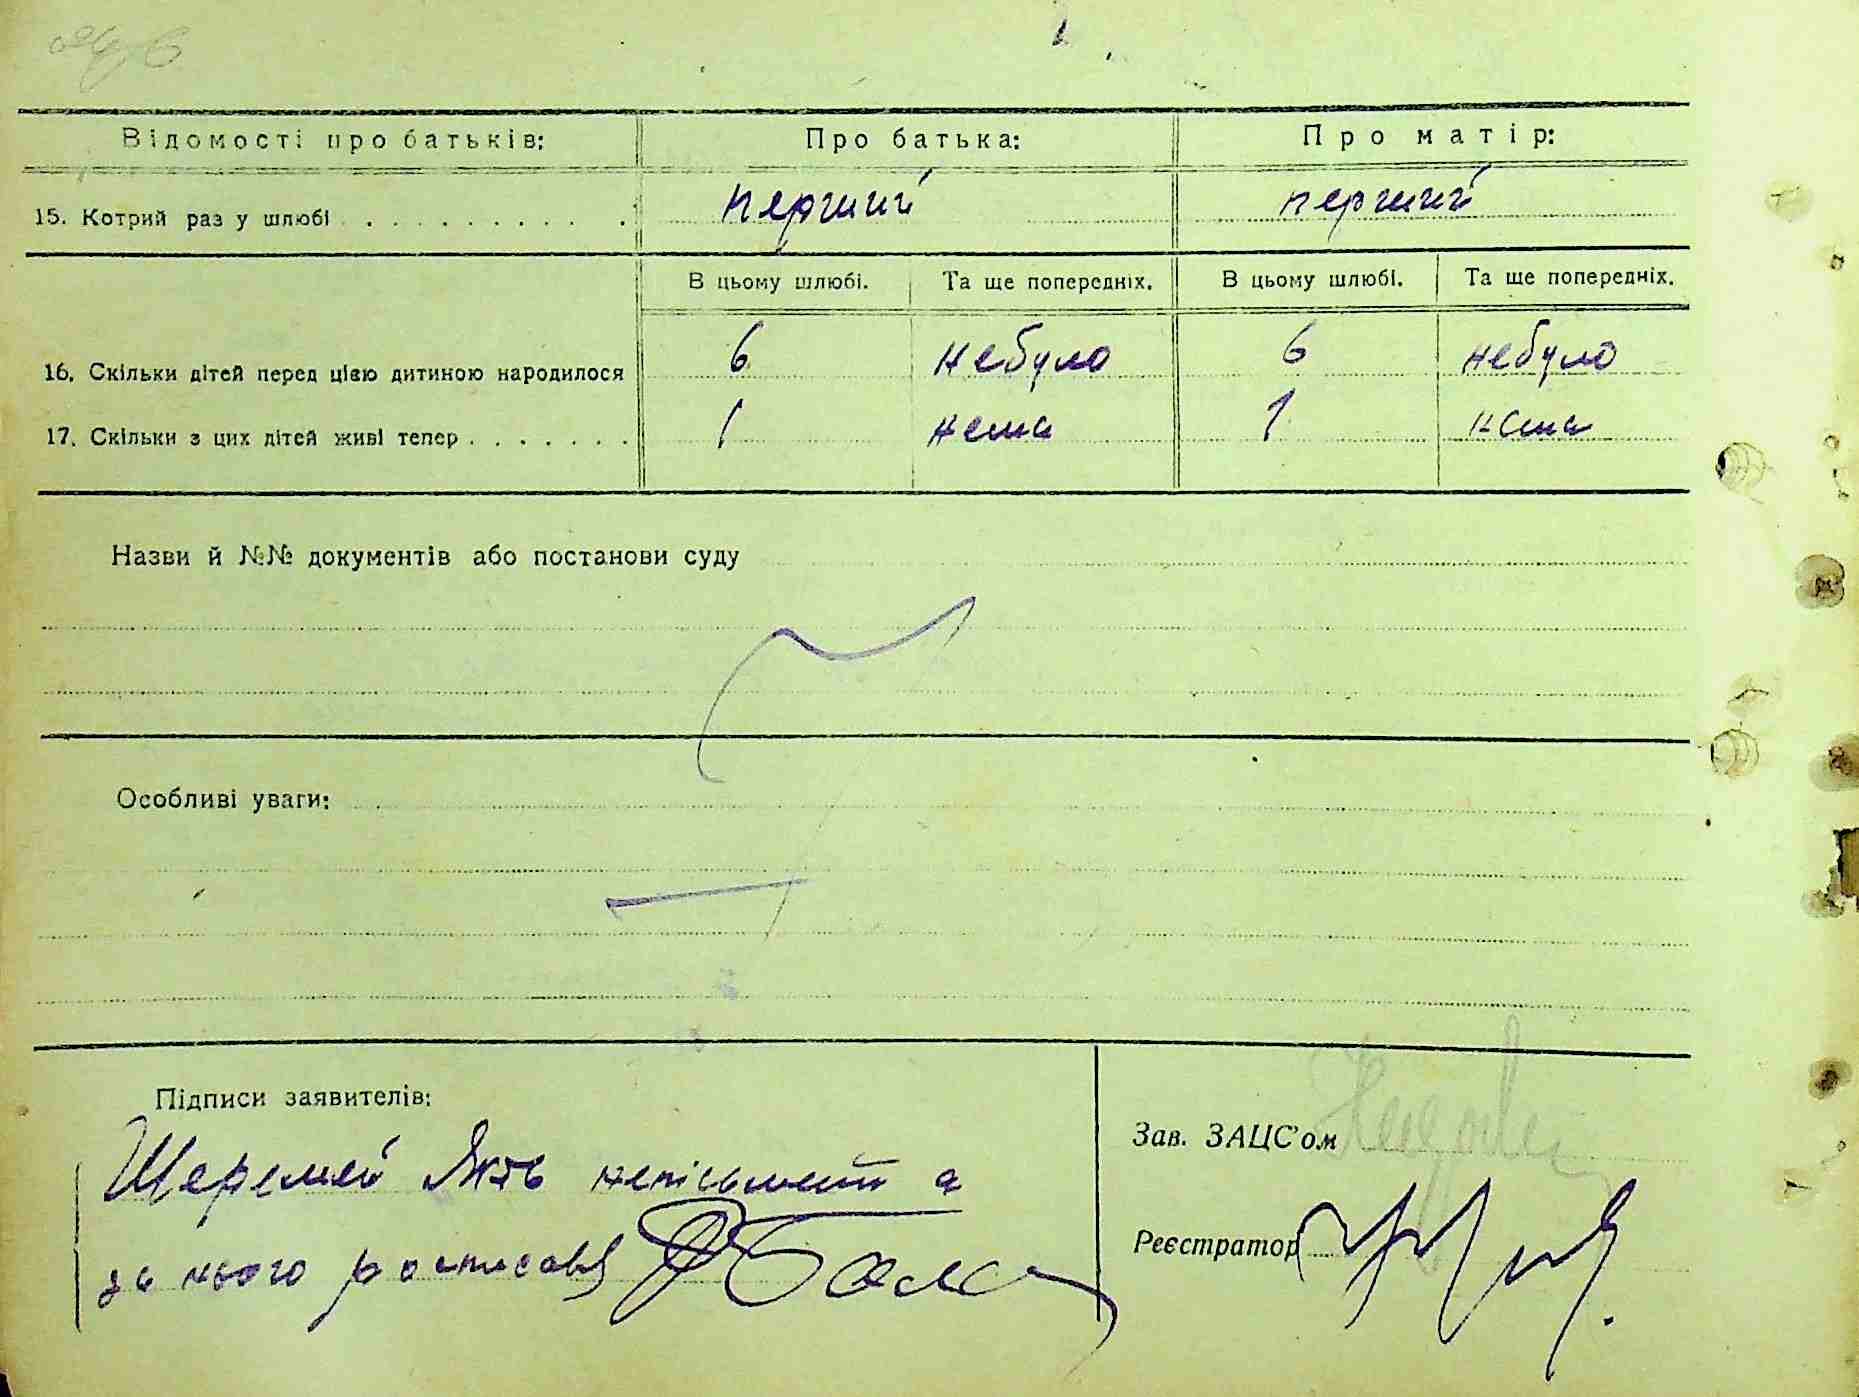 Відомості про батьків: Про батька: Про матір:
15. Котрий раз у шлюбі перший перший
В цьому шлюбі. Та ще попередніх. В цьому шлюбі. Та ще попередніх.
16. Скільки дітей перед цією дитиною народилося 6 небуло 6 небуло
17. Скільки з цих дітей живі тепер 1 нема 1 нема
Назви й №№ документів або постанови суду
Особливі уваги:
Підписи заявителів:
Шеремей Яків неписьмений а
за нього росписавсь
Зав. ЗАЦС'ом
Реєстратор